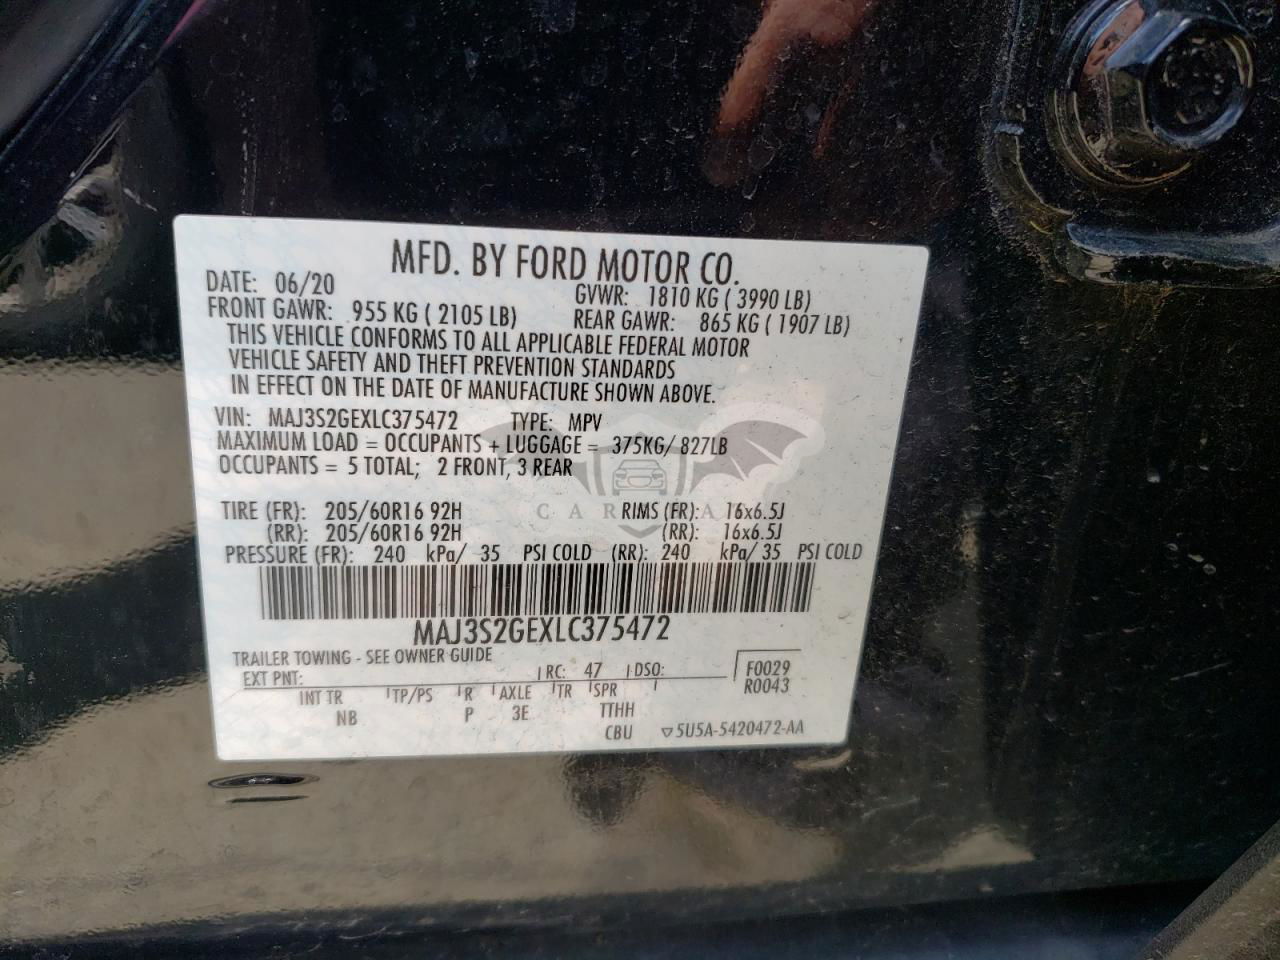 MFD. BY FORD MOTOR CO.
DATE: 06/20 GVWR: 1810 KG ( 3990 LB)
FRONT GAWR: 955 KG ( 2105 LB) REAR GAWR: 865 KG ( 1907 LB)
THIS VEHICLE CONFORMS TO ALL APPLICABLE FEDERAL MOTOR
VEHICLE SAFETY AND THEFT PREVENTION STANDARDS
IN EFFECT ON THE DATE OF MANUFACTURE SHOWN ABOVE.
VIN: MAJ3S2GEXLC375472 TYPE: MPV
MAXIMUM LOAD = OCCUPANTS + LUGGAGE = 375KG/ 827LB
OCCUPANTS = 5 TOTAL; 2 FRONT, 3 REAR
TIRE (FR): 205/60R16 92H RIMS (FR): 16x6.5J
(RR): 205/60R16 92H (RR): 16x6.5J
PRESSURE (FR): 240 kPa/ 35 PSI COLD (RR): 240 kPa/ 35 PSI COLD
MAJ3S2GEXLC375472
TRAILER TOWING - SEE OWNER GUIDE
EXT PNT: RC: 47 DSO: F0029
R0043
INT TR TP/PS R AXLE TR SPR
NB P 3E TTHH
CBU ▽5U5A-5420472-AA